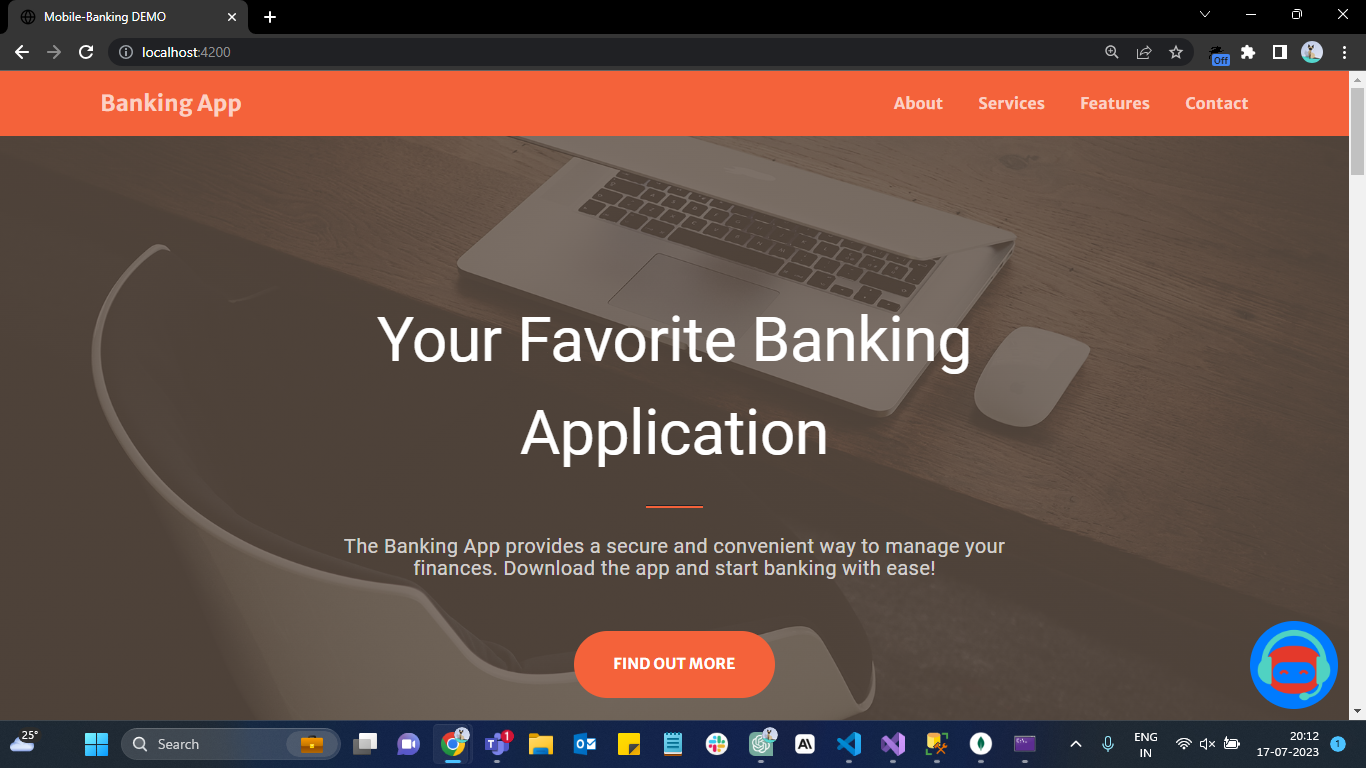 Mobile-Banking DEMO
localhost:4200
Off
Banking App
About
Services
Features
Contact
Your Favorite Banking
Application
The Banking App provides a secure and convenient way to manage your
finances. Download the app and start banking with ease!
FIND OUT MORE
25°
Search
1
ENG
IN
20:12
17-07-2023
1